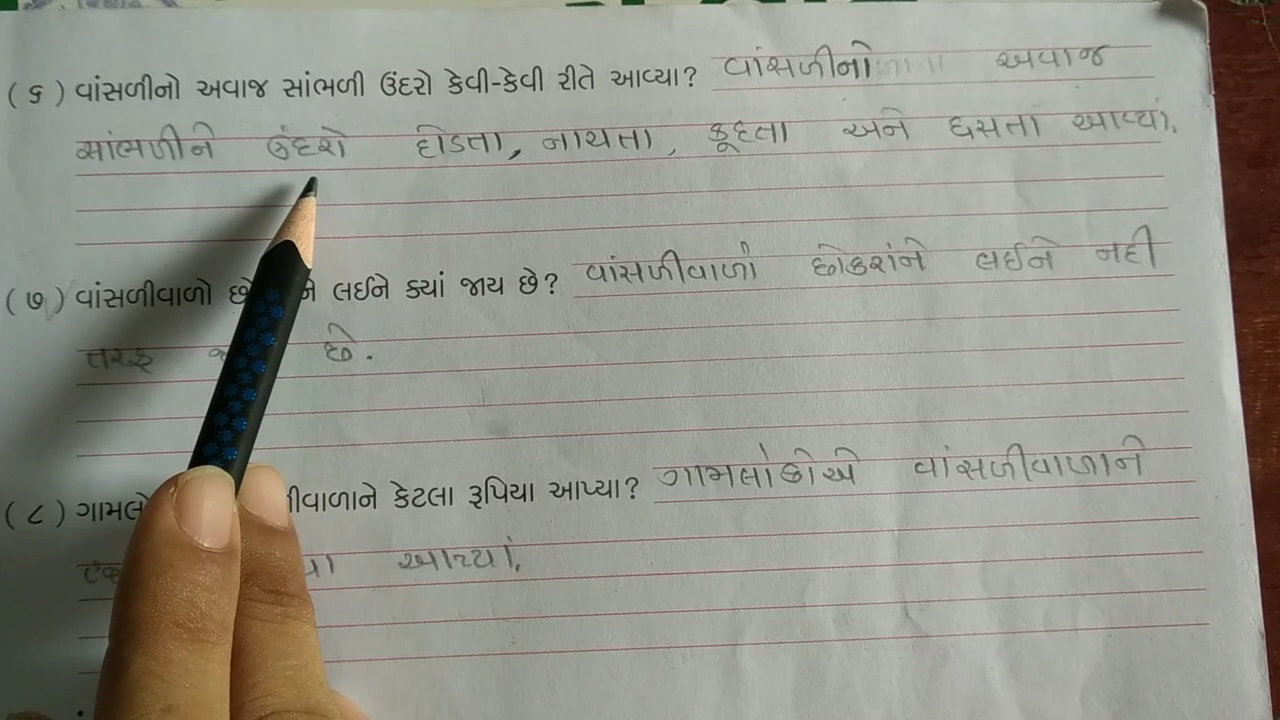 (૬) વાંસળીનો અવાજ સાંભળી ઉંદરો કેવી-કેવી રીતે આવ્યા? વાંસળીનો અવાજ
સાંભળીને ઉંદરો દોડતા, નાચતા, કૂદતા અને હસતાં આવ્યાં.
(૭) વાંસળીવાળો લઈને ક્યાં જાય છે? વાંસળીવાળો છોકરાંને લઈને નદી
તરફ છે.
(૮) કેટલા રૂપિયા આપ્યા? ગામલોકોએ વાંસળીવાળાને
આપ્યાં.